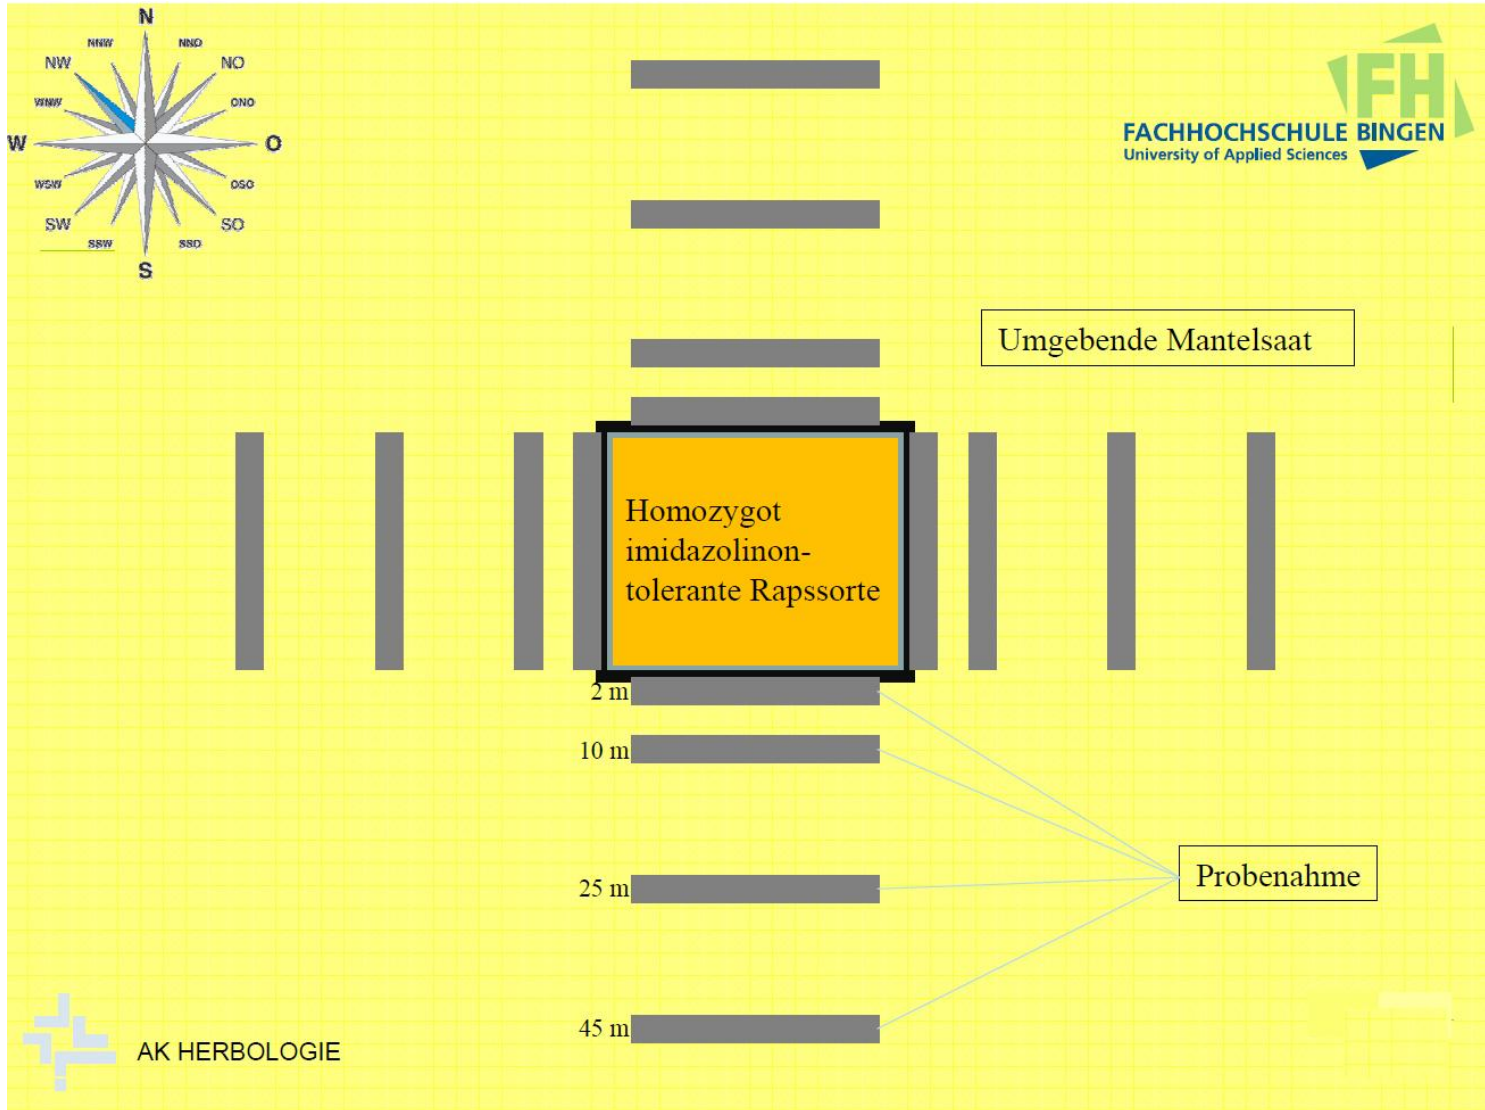 N
NNW
NNO
NW
NO
WNW
ONO
W
O
WSW
OSO
SW
SO
SSW
SSO
S
FH
FACHHOCHSCHULE BINGEN
University of Applied Sciences
Umgebende Mantelsaat
Homozygot
imidazolinon-
tolerante Rapssorte
2 m
10 m
25 m
45 m
Probenahme
AK HERBOLOGIE